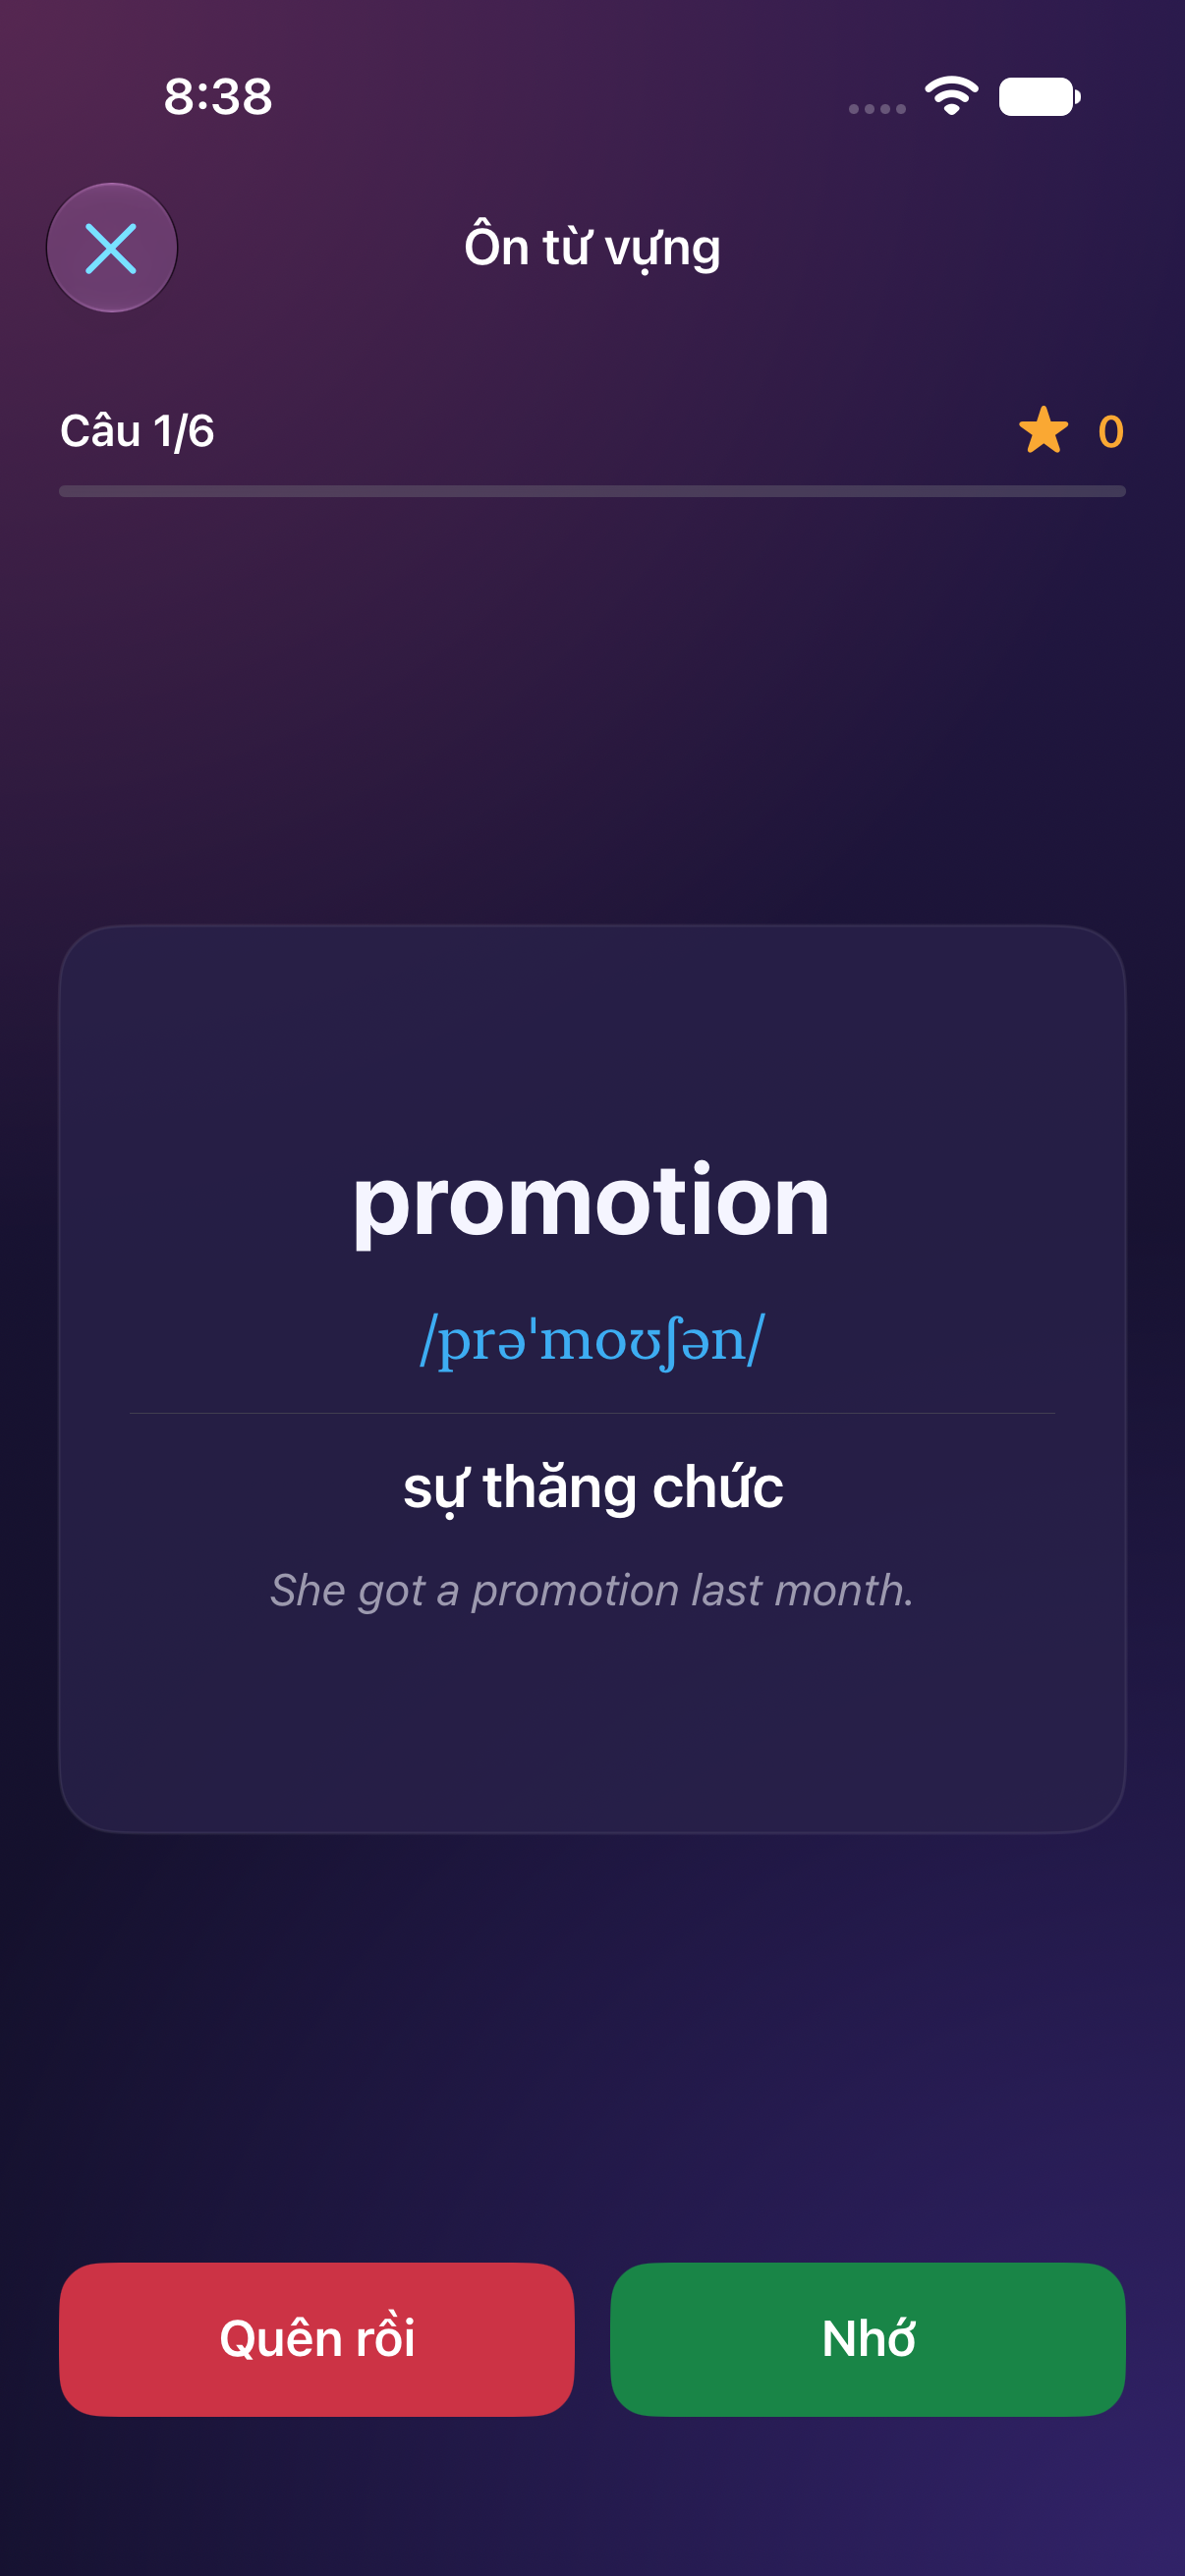 8:38
Ôn từ vựng
Câu 1/6
0
promotion
/prəˈmoʊʃən/
sự thăng chức
She got a promotion last month.
Quên rồi
Nhớ